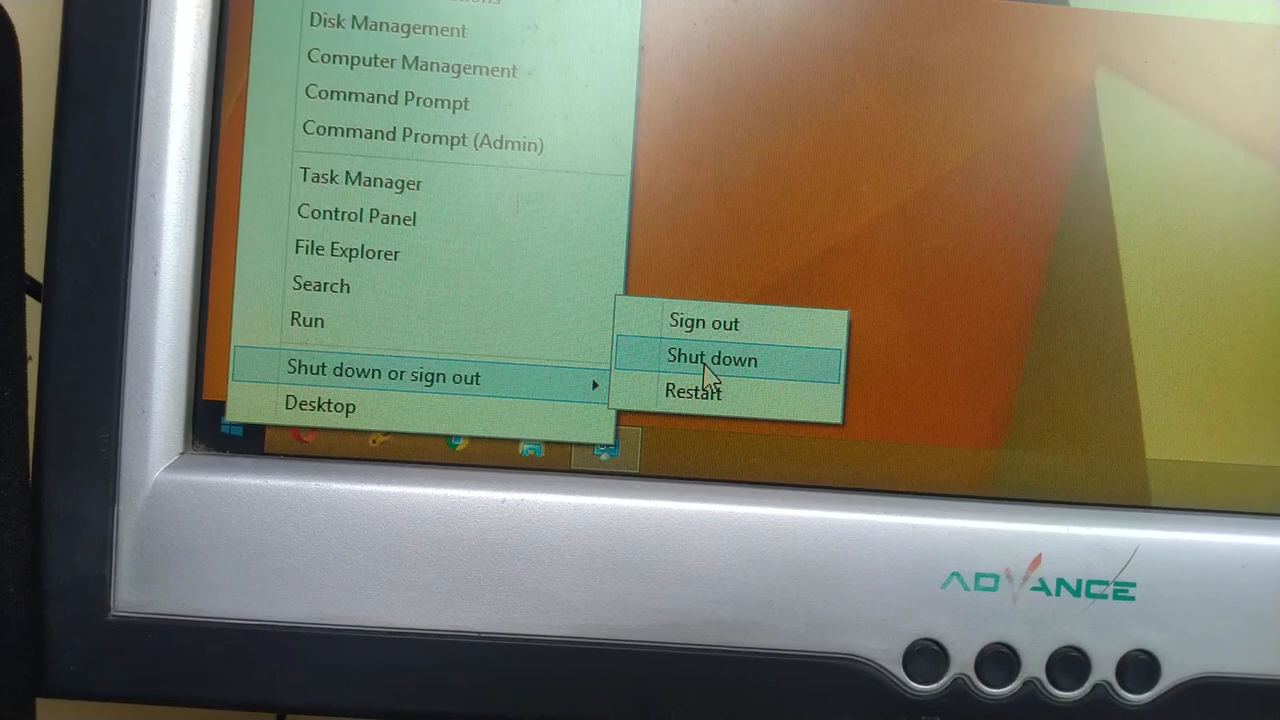 Disk Management
Computer Management
Command Prompt
Command Prompt (Admin)
Task Manager
Control Panel
File Explorer
Search
Run
Shut down or sign out
Desktop
Sign out
Shut down
Restart
ADVANCE